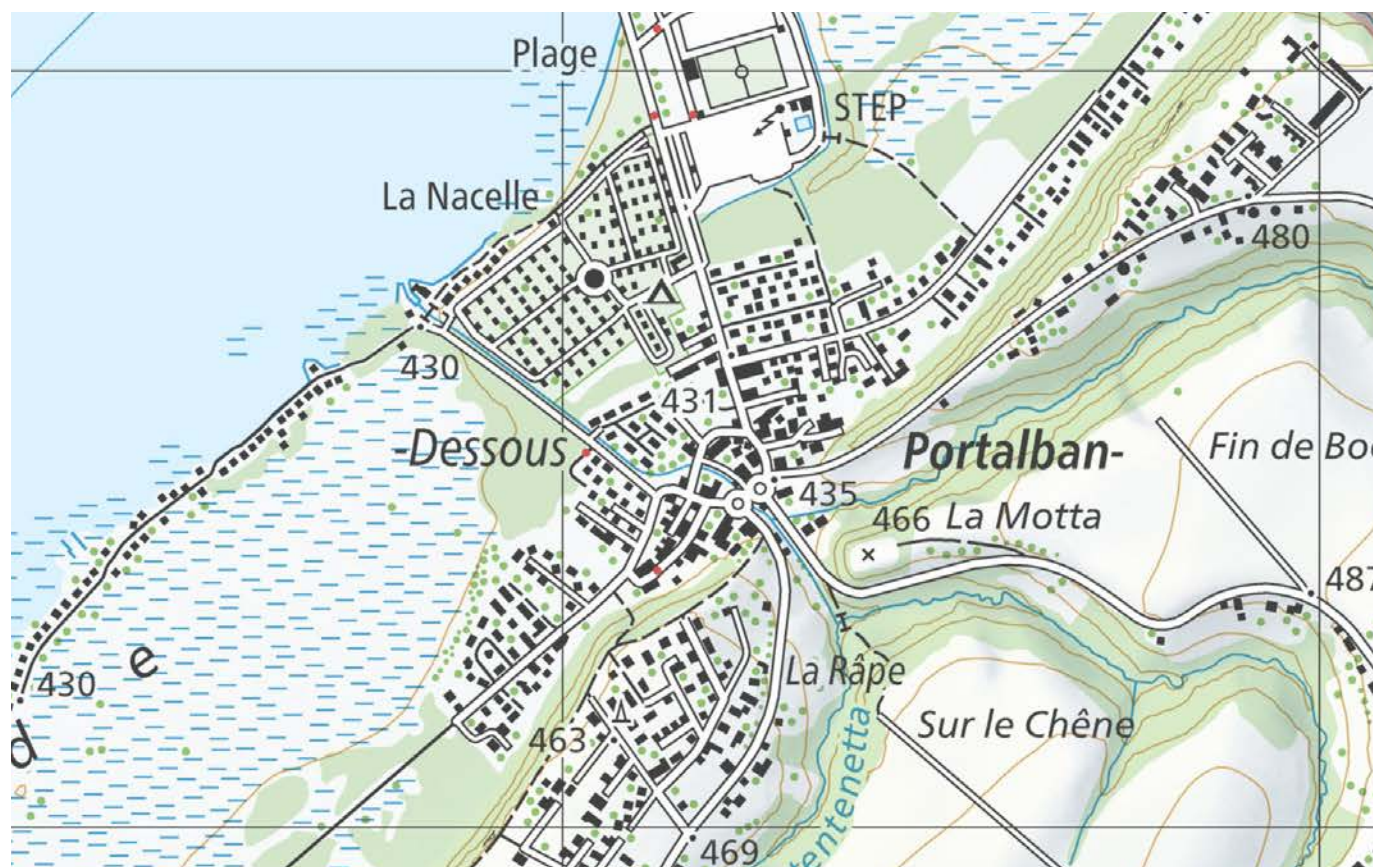 Plage
STEP
La Nacelle
480
430
431
-Dessous
Portalban-
Fin de Boc
435
466 La Motta
487
e
430
La Râpe
d
463
Sur le Chêne
469